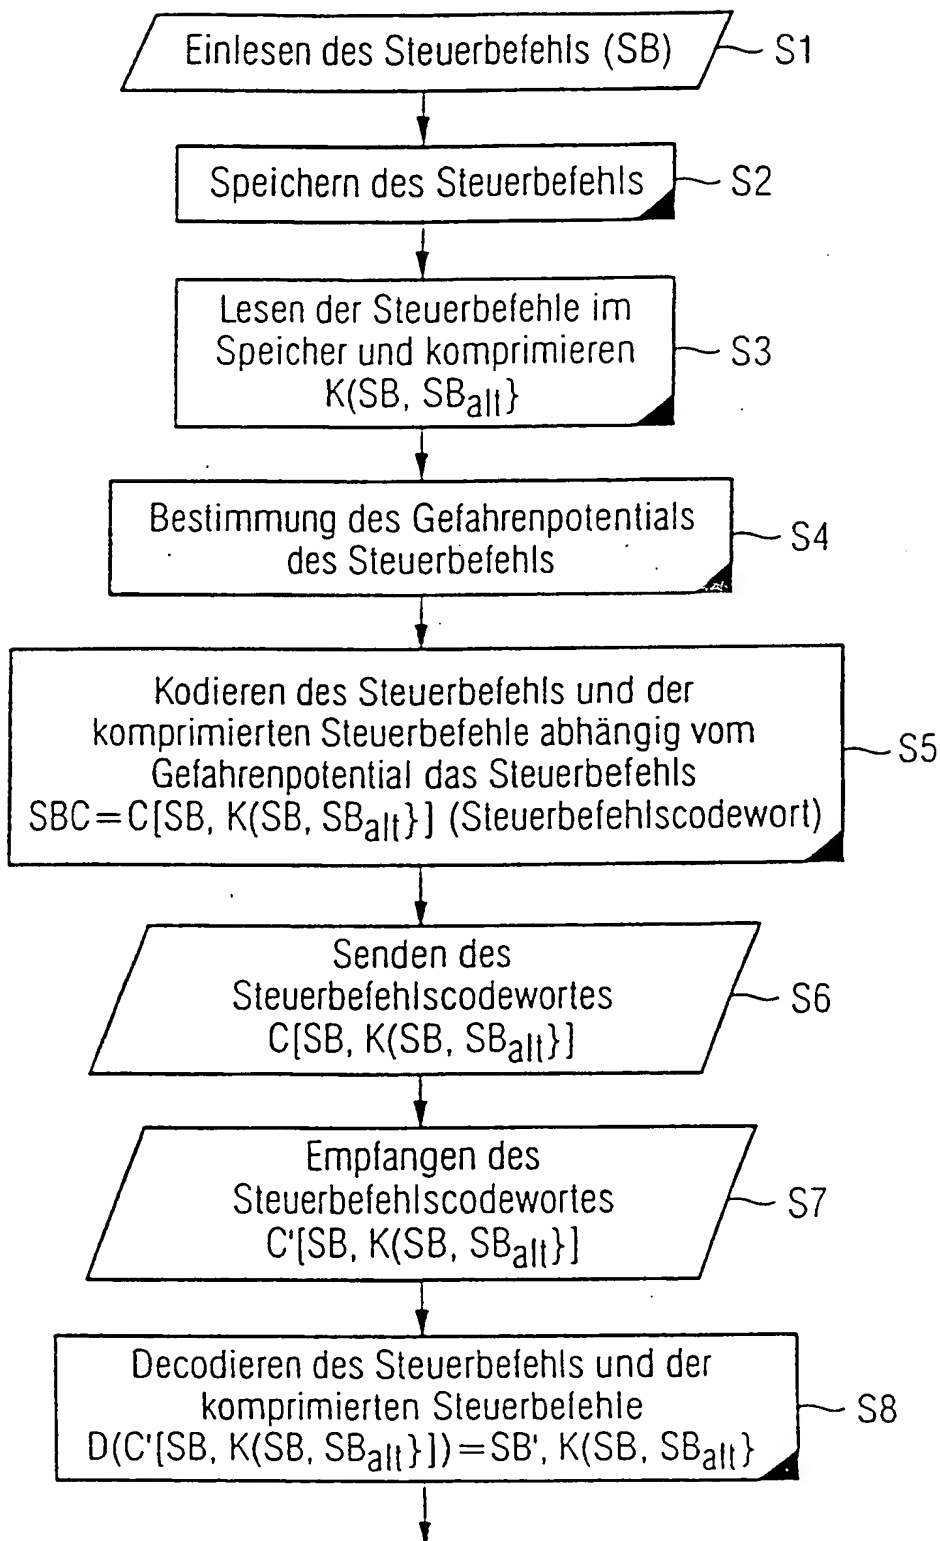 Einlesen des Steuerbefehls (SB)
S1
Speichern des Steuerbefehls
S2
Lesen der Steuerbefehle im
Speicher und komprimieren
K(SB, SBalt}
S3
Bestimmung des Gefahrenpotentials
des Steuerbefehls
S4
Kodieren des Steuerbefehls und der
komprimierten Steuerbefehle abhängig vom
Gefahrenpotential das Steuerbefehls
SBC=C[SB, K(SB, SBalt}] (Steuerbefehlscodewort)
S5
Senden des
Steuerbefehlscodewortes
C[SB, K(SB, SBalt}]
S6
Empfangen des
Steuerbefehlscodewortes
C'[SB, K(SB, SBalt}]
S7
Decodieren des Steuerbefehls und der
komprimierten Steuerbefehle
D(C'[SB, K(SB, SBalt}])=SB', K(SB, SBalt}
S8